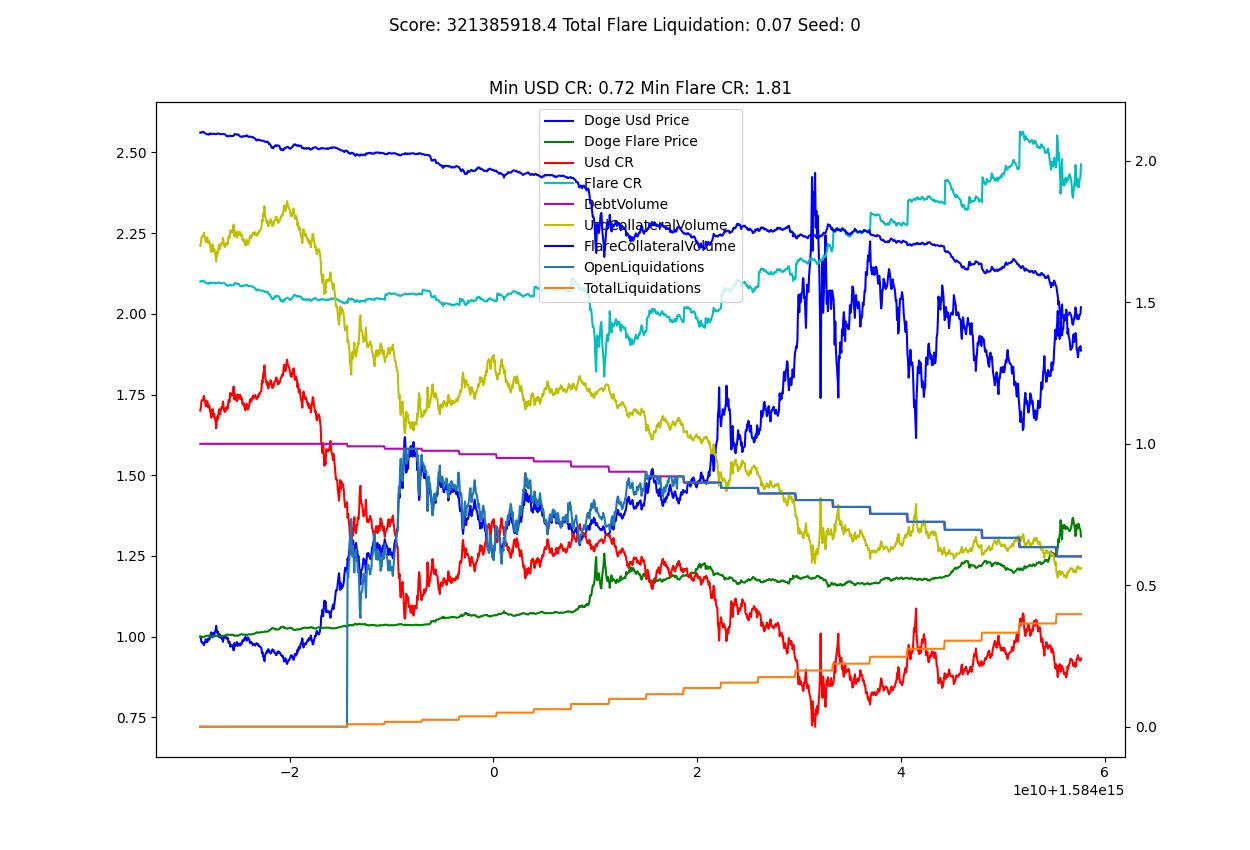 Score: 321385918.4 Total Flare Liquidation: 0.07 Seed: 0
Min USD CR: 0.72 Min Flare CR: 1.81
Doge Usd Price
Doge Flare Price
Usd CR
Flare CR
DebtVolume
UsdCollateralVolume
FlareCollateralVolume
OpenLiquidations
TotalLiquidations
2.50
2.25
2.00
1.75
1.50
1.25
1.00
0.75
2.0
1.5
1.0
0.5
0.0
−2
0
2
4
6
1e10+1.584e15